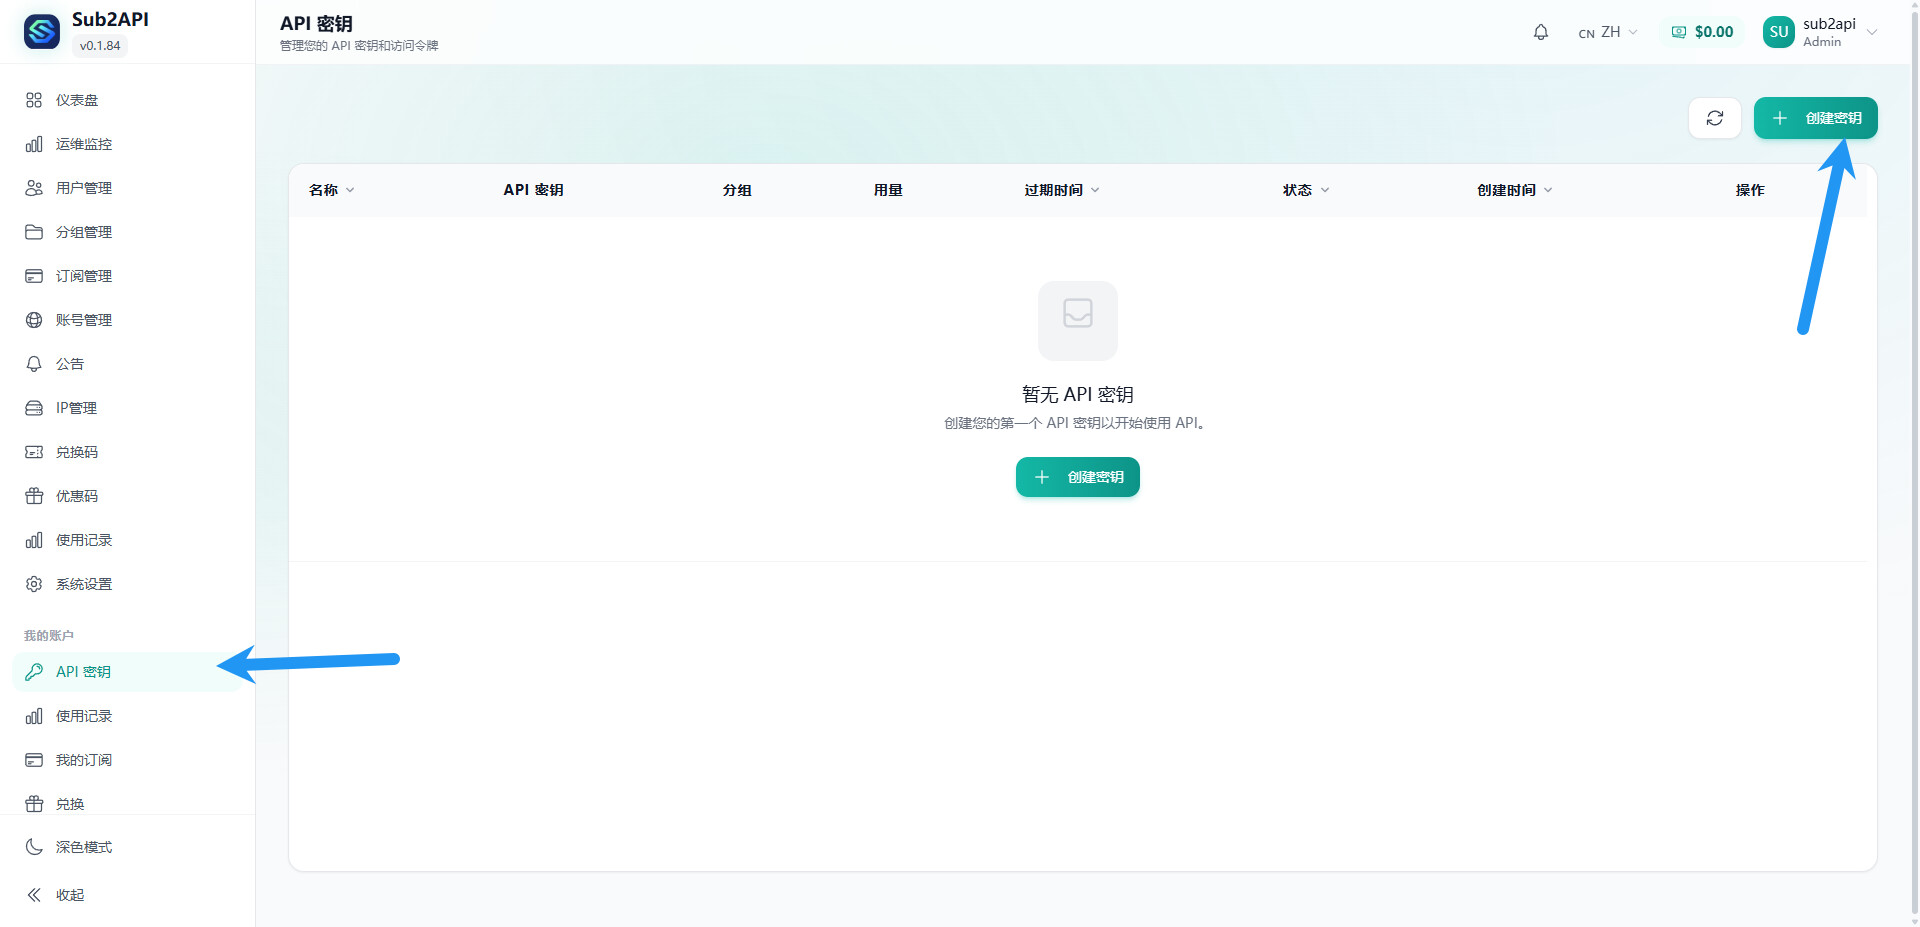 Sub2API
v0.1.84
仪表盘
运维监控
用户管理
分组管理
订阅管理
账号管理
公告
IP管理
兑换码
优惠码
使用记录
系统设置
我的账户
API 密钥
使用记录
我的订阅
兑换
深色模式
收起
API 密钥
管理您的 API 密钥和访问令牌
CN ZH
$0.00
SU
sub2api
Admin
创建密钥
名称 API 密钥 分组 用量 过期时间 状态 创建时间 操作
暂无 API 密钥
创建您的第一个 API 密钥以开始使用 API。
创建密钥